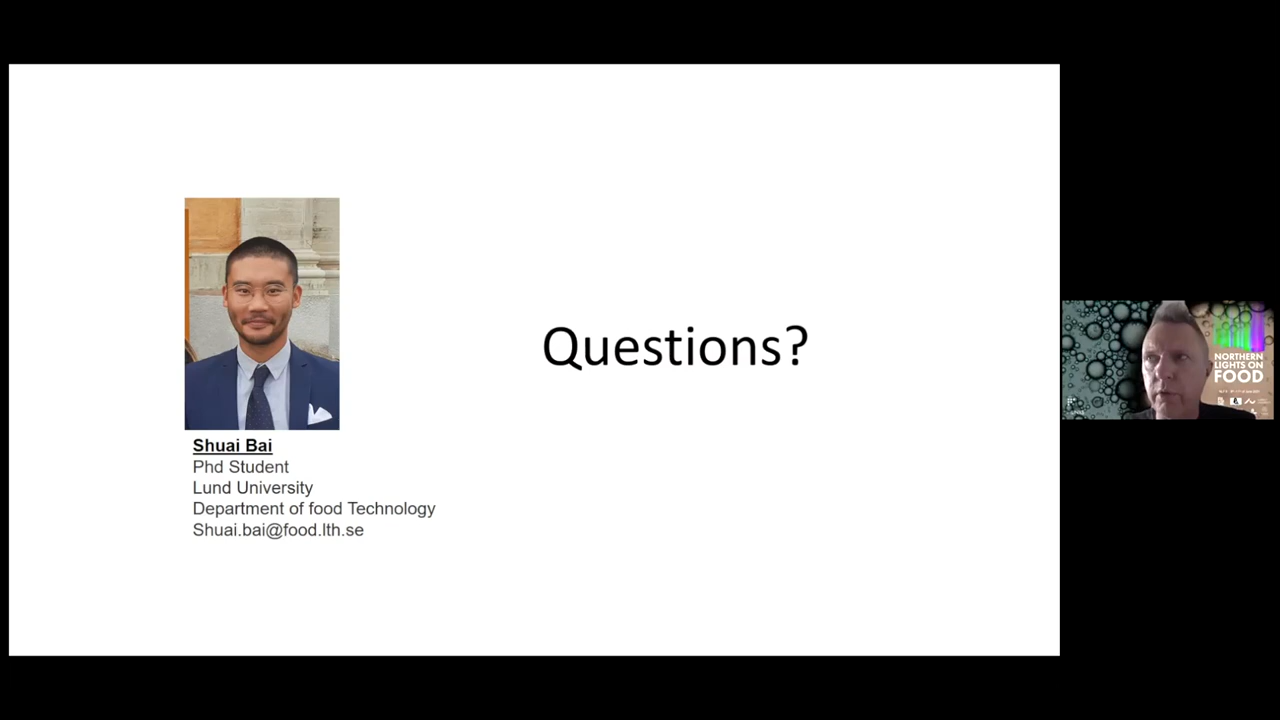 Questions?
Shuai Bai
Phd Student
Lund University
Department of food Technology
Shuai.bai@food.lth.se
NORTHERN
LIGHTS ON
FOOD